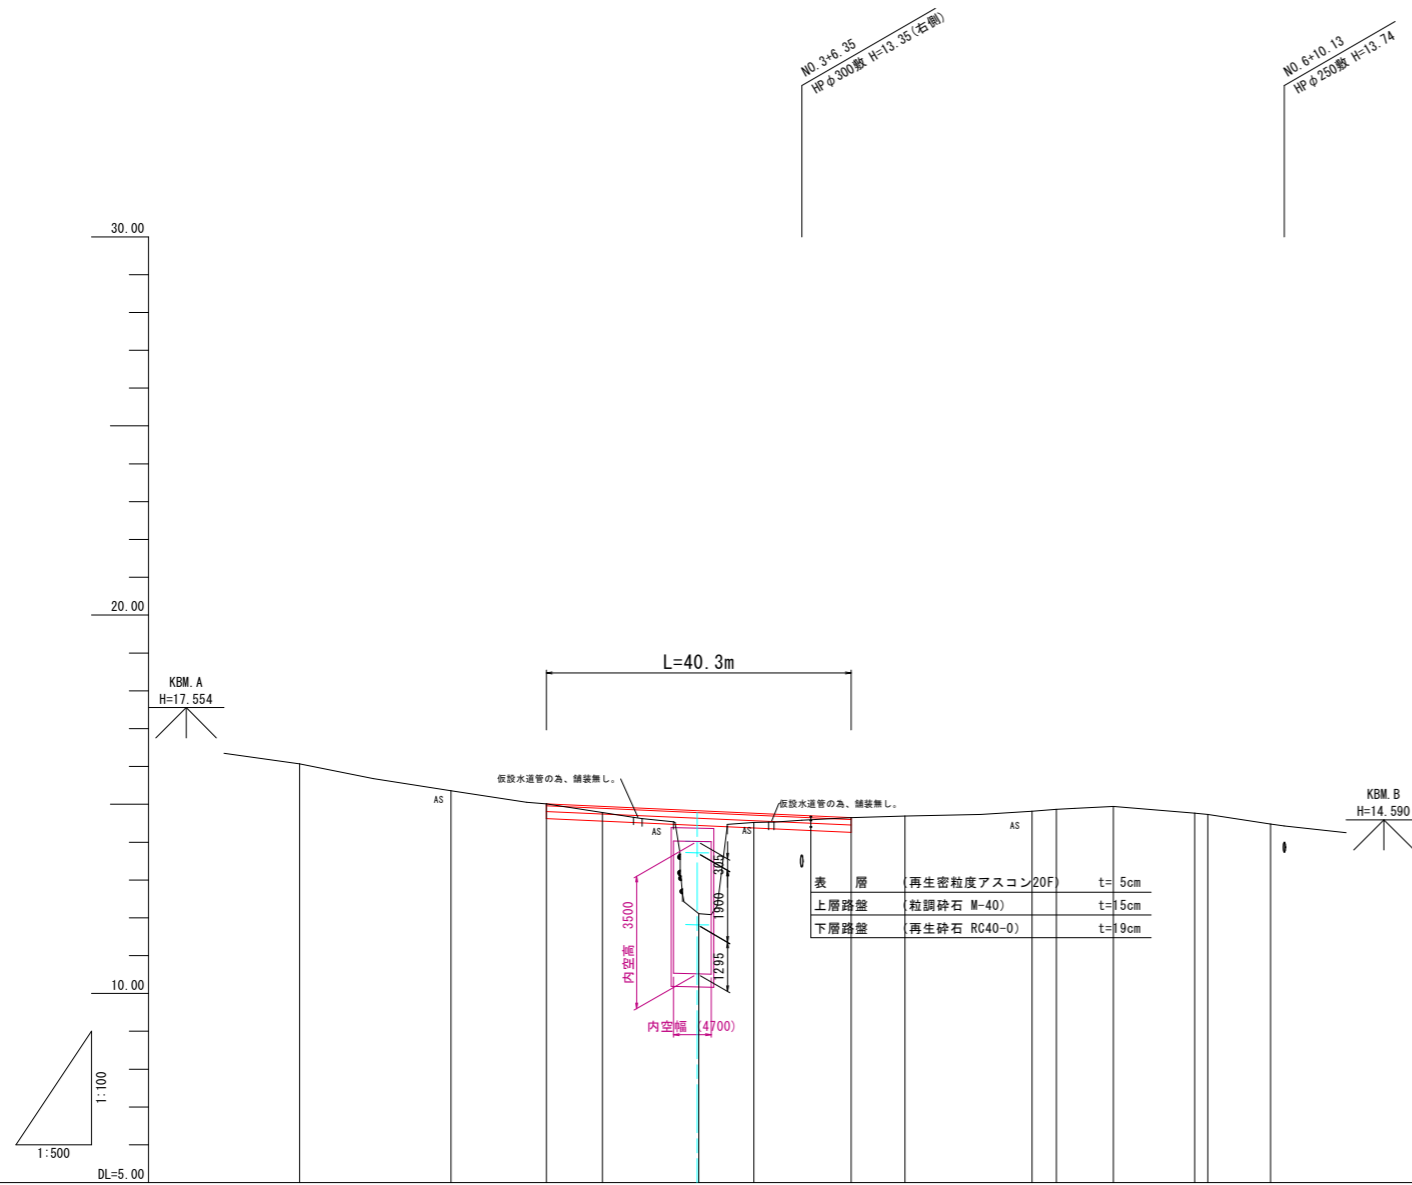 NO.3+6.35
HPφ300敷 H=13.35(右側)
NO.6+10.13
HPφ250敷 H=13.74
30.00
20.00
L=40.3m
KBM.A
H=17.554
仮設水道管の為、舗装無し。
仮設水道管の為、舗装無し。
KBM.B
H=14.590
AS
AS
AS
AS
305
1900
1295
内空高 3500
内空幅 (4700)
表 層 (再生密粒度アスコン20F) t= 5cm
上層路盤 (粒調砕石 M-40) t=15cm
下層路盤 (再生砕石 RC40-0) t=19cm
10.00
1:100
1:500
DL=5.00